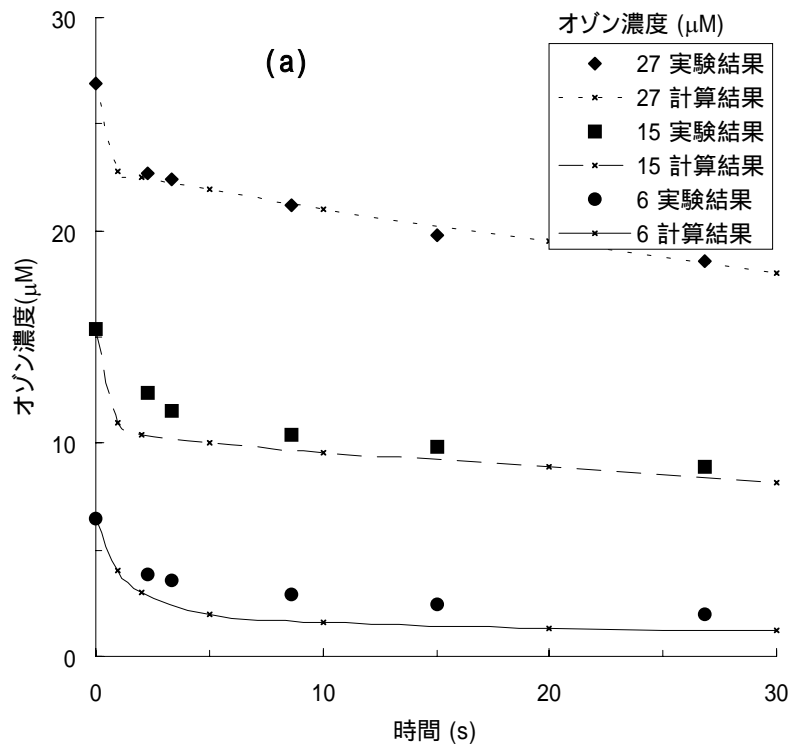 オゾン濃度 (μM)
27 実験結果
27 計算結果
15 実験結果
15 計算結果
6 実験結果
6 計算結果
(a)
オゾン濃度(μM)
30
20
10
0
0
10
20
30
時間 (s)